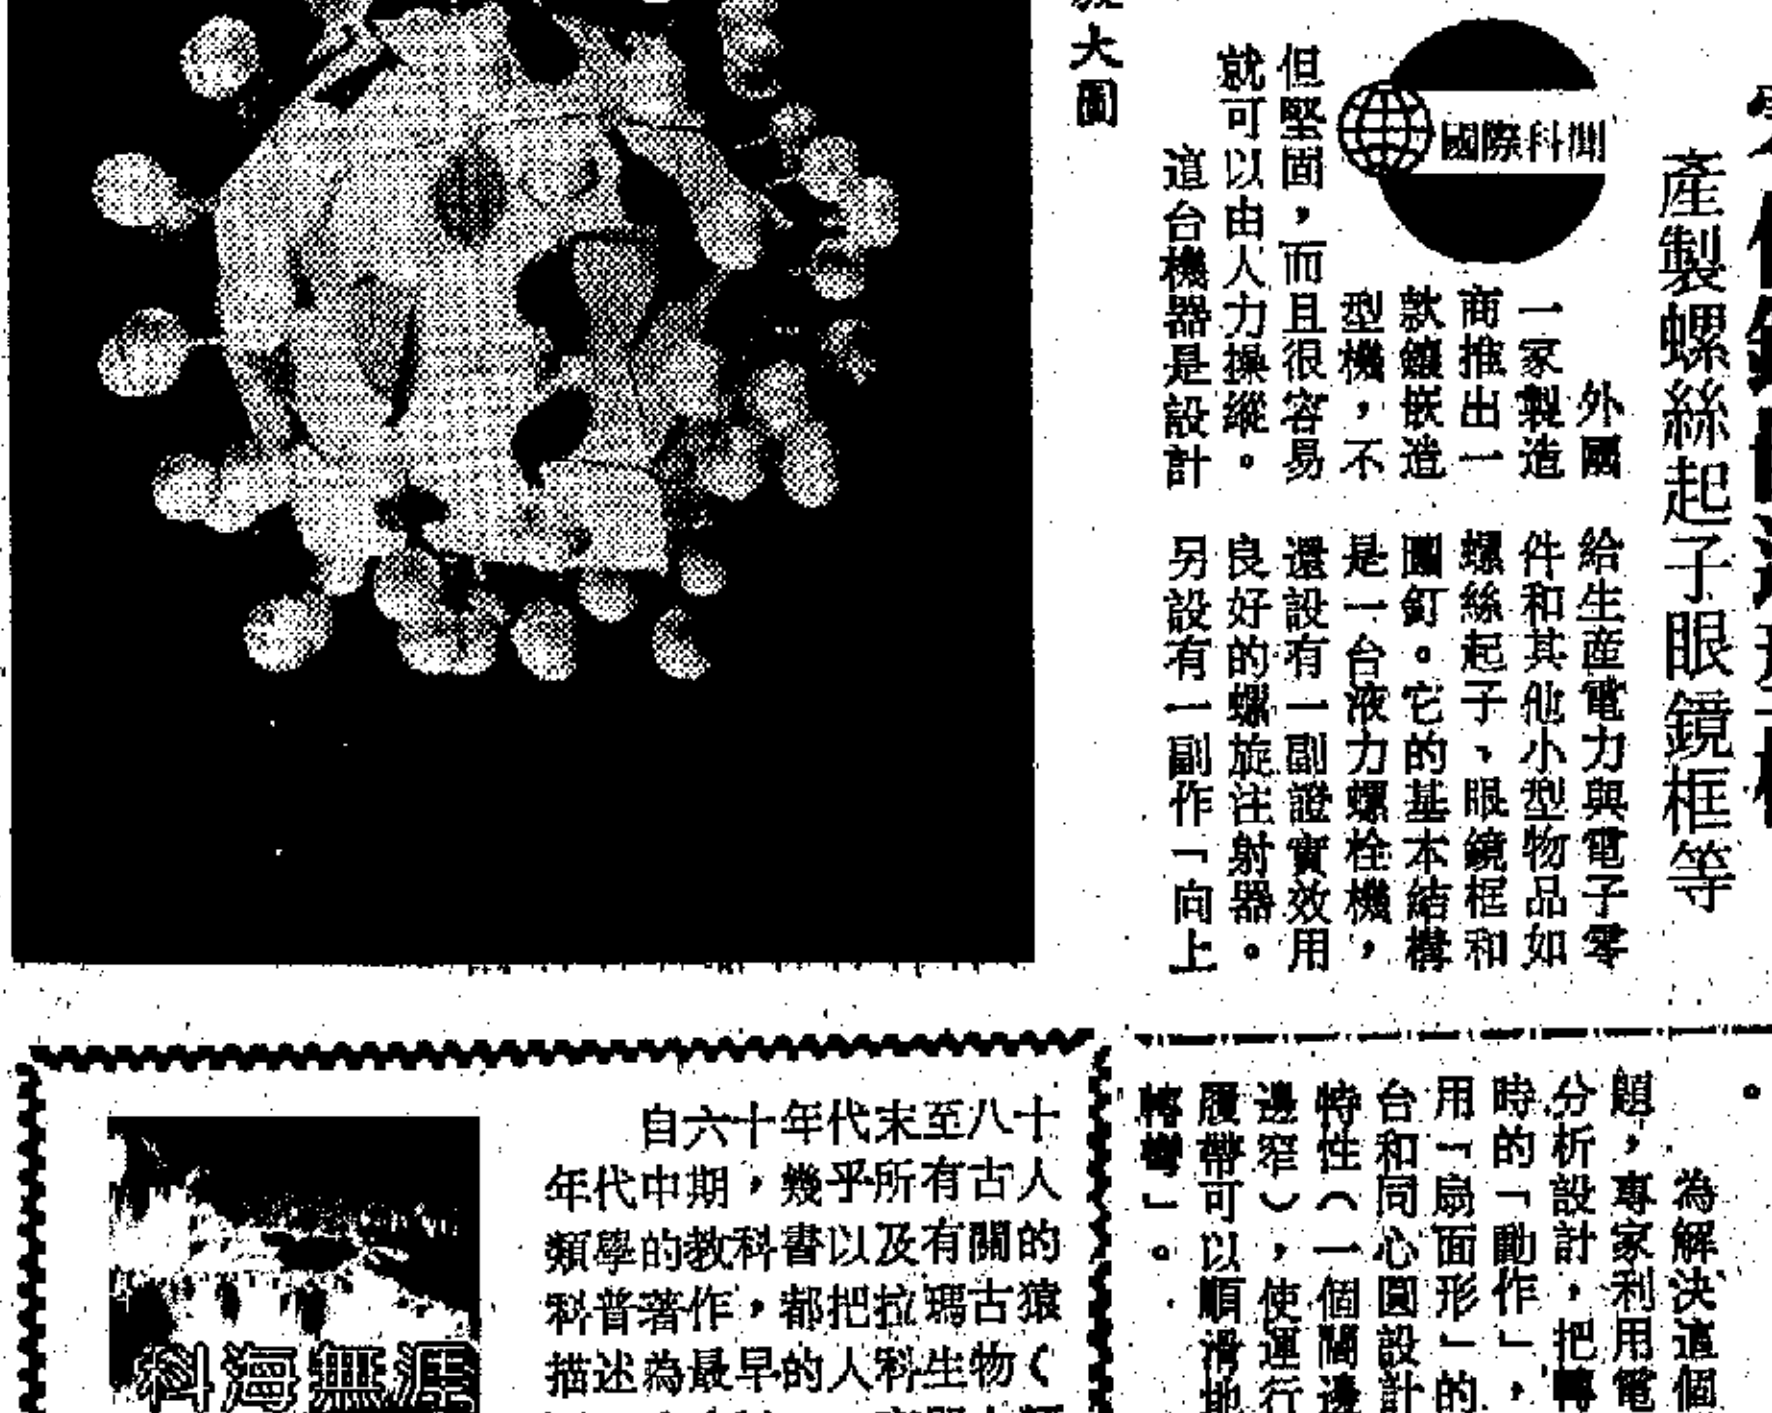 大圖
國際科聞
產製螺絲起子眼鏡框等
外國
一家製造
商推出一
款鑲嵌造
型機，不
但堅固，而且很容易
就可以由人力操縱。
這台機器是設計
給生産電力與電子零
件和其他小型物品如
螺絲起子、眼鏡框和
圖釘。它的基本結構
是一台液力螺栓機，
還設有一副證實效用
良好的螺旋注射器。
另設有一副作「向上
為解決這個
題，專家利用電
分析設計，把轉
時的「動作」，
用「扇面形」的
台和同心圓設計
特性（一個闊邊
邊窄），使運行
履帶可以順滑地
轉彎」。
自六十年代末至八十
年代中期，幾乎所有古人
類學的教科書以及有關的
科普著作，都把拉瑪古猿
描述為最早的人科生物（
科海無涯